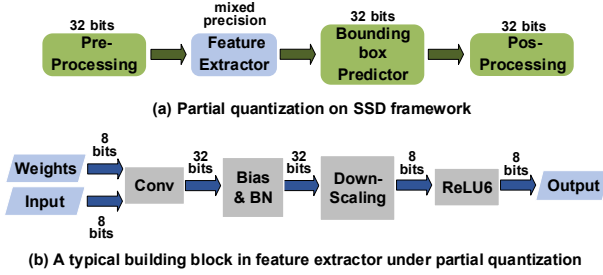 mixed
precision
32 bits
32 bits
32 bits
Pre-
Processing
Feature
Extractor
Bounding
box
Predictor
Pos-
Processing
(a) Partial quantization on SSD framework
8
bits
Weights
Input
8
bits
Conv
32
bits
Bias
& BN
32
bits
Down-
Scaling
8
bits
ReLU6
8
bits
Output
(b) A typical building block in feature extractor under partial quantization